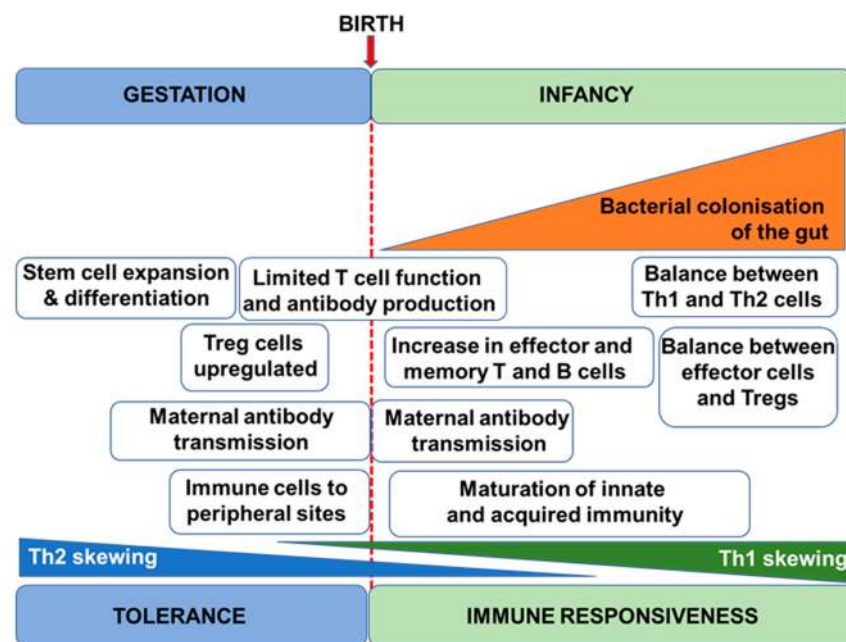 BIRTH
GESTATION
INFANCY
Bacterial colonisation
of the gut
Stem cell expansion
& differentiation
Limited T cell function
and antibody production
Balance between
Th1 and Th2 cells
Treg cells
upregulated
Increase in effector and
memory T and B cells
Balance between
effector cells
and Tregs
Maternal antibody
transmission
Maternal antibody
transmission
Immune cells to
peripheral sites
Maturation of innate
and acquired immunity
Th2 skewing
Th1 skewing
TOLERANCE
IMMUNE RESPONSIVENESS